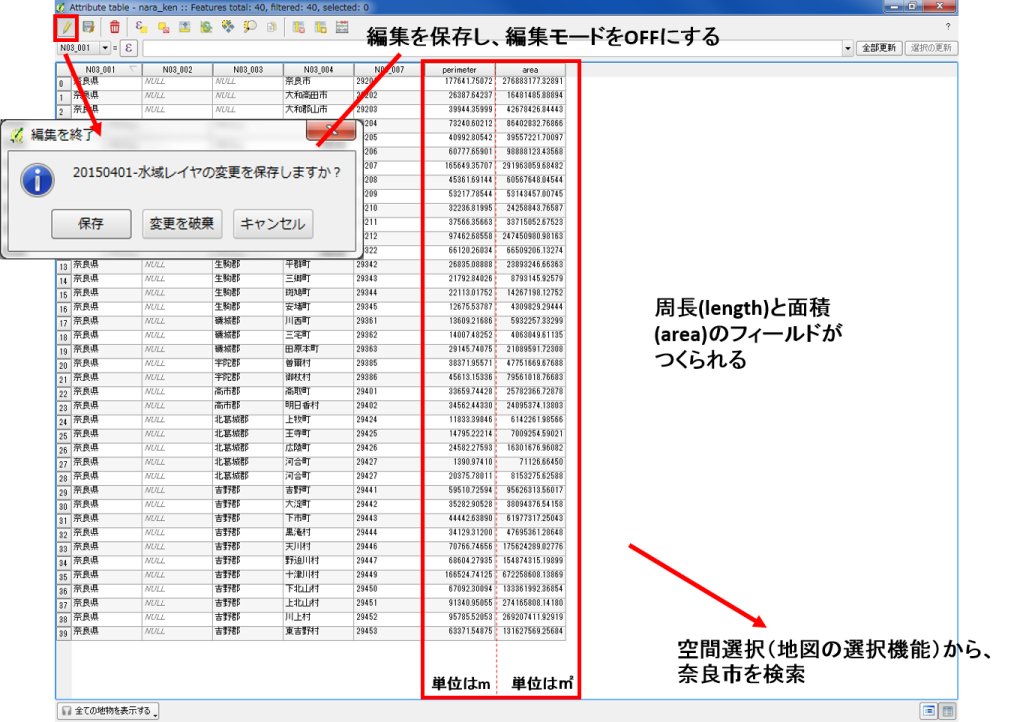 Attribute table - nara_ken :: Features total: 40, filtered: 40, selected: 0
編集を保存し、編集モードをOFFにする
?
N03_001 = ε 全部更新 選択の更新
N03_001 N03_002 N03_003 N03_004 N03_007 perimeter area
0 奈良県 NULL NULL 奈良市 29201 177641.75072 276883177.32891
1 奈良県 NULL NULL 大和高田市 29202 26387.64237 16481485.88894
2 奈良県 NULL NULL 大和郡山市 29203 39944.35999 42678426.84443
204 73240.60212 86402832.76866
205 40992.80542 39557221.70097
206 60777.65901 98888123.43568
207 165649.35707 291963059.68482
208 45361.69144 60567648.04544
209 53217.78544 53143457.00745
210 32236.81995 24258843.76587
211 37566.35663 33715052.67523
212 97462.68558 247450980.98163
322 66120.26034 66509206.13274
編集を終了
20150401-水域レイヤの変更を保存しますか？
保存 変更を破棄 キャンセル
13 奈良県 NULL 生駒郡 平群町 29342 26835.08888 23893246.66363
14 奈良県 NULL 生駒郡 三郷町 29343 21792.84026 8793145.92579
15 奈良県 NULL 生駒郡 斑鳩町 29344 22113.01752 14267198.12752
16 奈良県 NULL 生駒郡 安堵町 29345 12675.53787 4309829.29444
17 奈良県 NULL 磯城郡 川西町 29361 13609.21686 5932257.33299
18 奈良県 NULL 磯城郡 三宅町 29362 14007.48252 4063049.61135
19 奈良県 NULL 磯城郡 田原本町 29363 29145.74075 21089591.72308
20 奈良県 NULL 宇陀郡 曽爾村 29385 38371.95571 47751669.67688
21 奈良県 NULL 宇陀郡 御杖村 29386 45613.15336 79561018.76683
22 奈良県 NULL 高市郡 高取町 29401 33659.74428 25782366.72878
23 奈良県 NULL 高市郡 明日香村 29402 34562.44330 24095374.13803
24 奈良県 NULL 北葛城郡 上牧町 29424 11833.39846 6142261.98566
25 奈良県 NULL 北葛城郡 王寺町 29425 14795.22214 7009254.59021
26 奈良県 NULL 北葛城郡 広陵町 29426 24582.27593 16301676.96082
27 奈良県 NULL 北葛城郡 河合町 29427 1390.97410 71126.66450
28 奈良県 NULL 北葛城郡 河合町 29427 20375.78011 8153275.62588
29 奈良県 NULL 吉野郡 吉野町 29441 59510.72594 95626313.56017
30 奈良県 NULL 吉野郡 大淀町 29442 35282.90528 38094376.54158
31 奈良県 NULL 吉野郡 下市町 29443 44442.63890 61977317.25043
32 奈良県 NULL 吉野郡 黒滝村 29444 34129.31200 47695361.20648
33 奈良県 NULL 吉野郡 天川村 29446 70766.74656 175624289.02776
34 奈良県 NULL 吉野郡 野迫川村 29447 68604.27935 154874315.19899
35 奈良県 NULL 吉野郡 十津川村 29449 166524.74125 672258608.13869
36 奈良県 NULL 吉野郡 下北山村 29450 67092.30094 133361992.36854
37 奈良県 NULL 吉野郡 上北山村 29451 91340.95055 274165808.14180
38 奈良県 NULL 吉野郡 川上村 29452 95785.52053 269207411.92919
39 奈良県 NULL 吉野郡 東吉野村 29453 63371.54875 131627569.25684
周長(length)と面積
(area)のフィールドが
つくられる
空間選択（地図の選択機能）から、
奈良市を検索
単位はm 単位は㎡
全ての地物を表示する